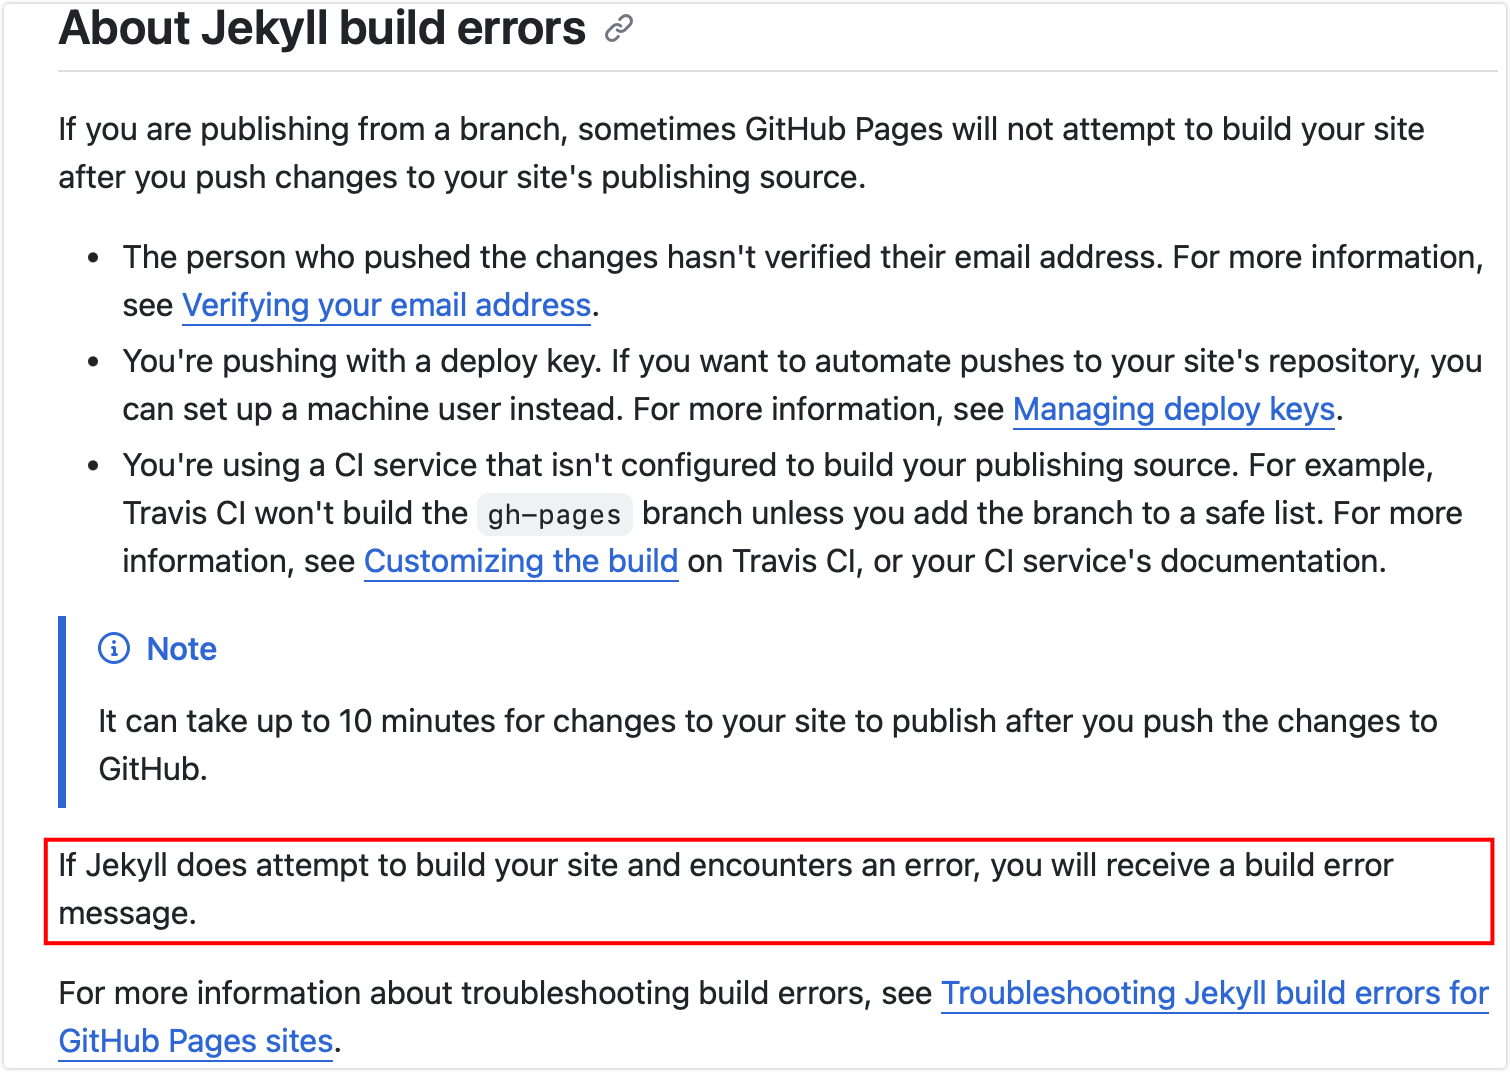 About Jekyll build errors
If you are publishing from a branch, sometimes GitHub Pages will not attempt to build your site
after you push changes to your site's publishing source.
• The person who pushed the changes hasn't verified their email address. For more information,
see Verifying your email address.
• You're pushing with a deploy key. If you want to automate pushes to your site's repository, you
can set up a machine user instead. For more information, see Managing deploy keys.
• You're using a CI service that isn't configured to build your publishing source. For example,
Travis CI won't build the gh-pages branch unless you add the branch to a safe list. For more
information, see Customizing the build on Travis CI, or your CI service's documentation.
Note
It can take up to 10 minutes for changes to your site to publish after you push the changes to
GitHub.
If Jekyll does attempt to build your site and encounters an error, you will receive a build error
message.
For more information about troubleshooting build errors, see Troubleshooting Jekyll build errors for
GitHub Pages sites.